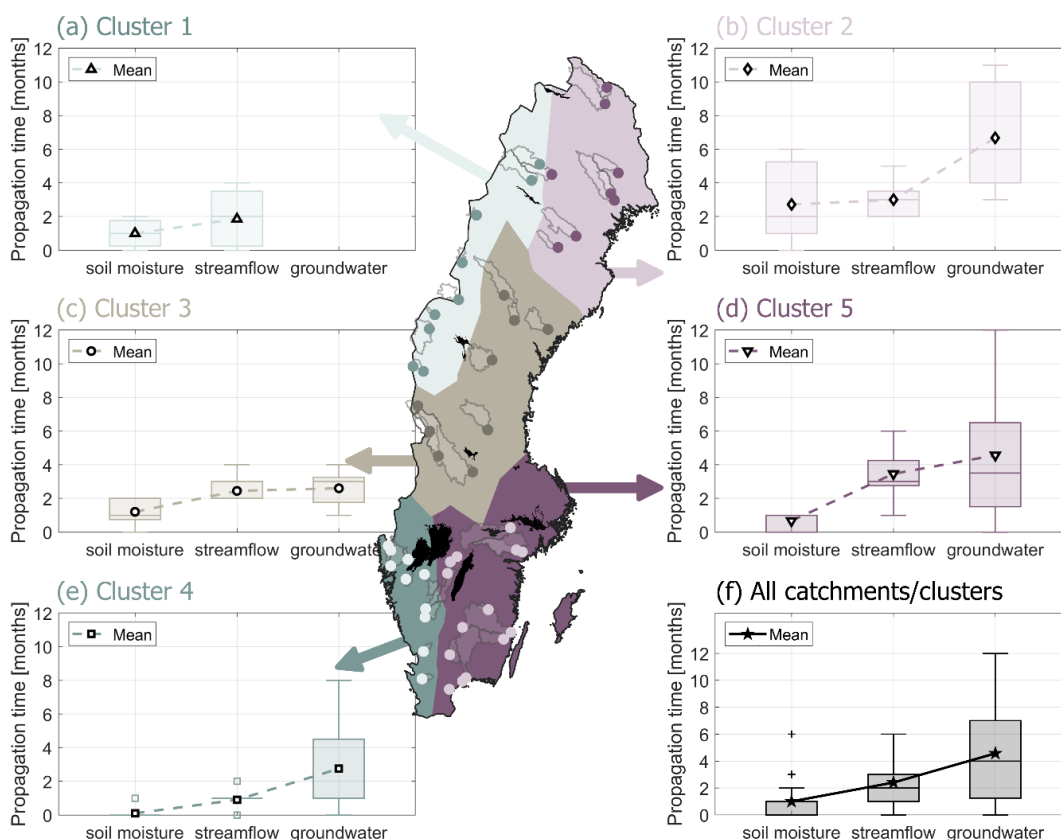 (a) Cluster 1
Propagation time [months]
12
10
8
6
4
2
0
Mean
soil moisture streamflow groundwater
(b) Cluster 2
Propagation time [months]
12
10
8
6
4
2
0
Mean
soil moisture streamflow groundwater
(c) Cluster 3
Propagation time [months]
12
10
8
6
4
2
0
Mean
soil moisture streamflow groundwater
(d) Cluster 5
Propagation time [months]
12
10
8
6
4
2
0
Mean
soil moisture streamflow groundwater
(e) Cluster 4
Propagation time [months]
12
10
8
6
4
2
0
Mean
soil moisture streamflow groundwater
(f) All catchments/clusters
Propagation time [months]
12
10
8
6
4
2
0
Mean
soil moisture streamflow groundwater